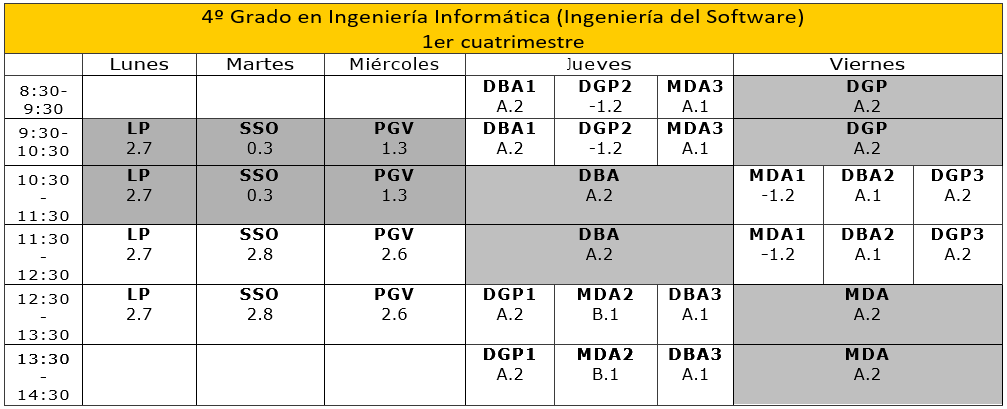 4º Grado en Ingeniería Informática (Ingeniería del Software)
1er cuatrimestre
Lunes Martes Miércoles Jueves Viernes
8:30-
9:30
DBA1 DGP2 MDA3 DGP
A.2 -1.2 A.1 A.2
9:30-
10:30
LP SSO PGV DBA1 DGP2 MDA3 DGP
2.7 0.3 1.3 A.2 -1.2 A.1 A.2
10:30
-
11:30
LP SSO PGV DBA MDA1 DBA2 DGP3
2.7 0.3 1.3 A.2 -1.2 A.1 A.2
11:30
-
12:30
LP SSO PGV DBA MDA1 DBA2 DGP3
2.7 2.8 2.6 A.2 -1.2 A.1 A.2
12:30
-
13:30
LP SSO PGV DGP1 MDA2 DBA3 MDA
2.7 2.8 2.6 A.2 B.1 A.1 A.2
13:30
-
14:30
DGP1 MDA2 DBA3 MDA
A.2 B.1 A.1 A.2